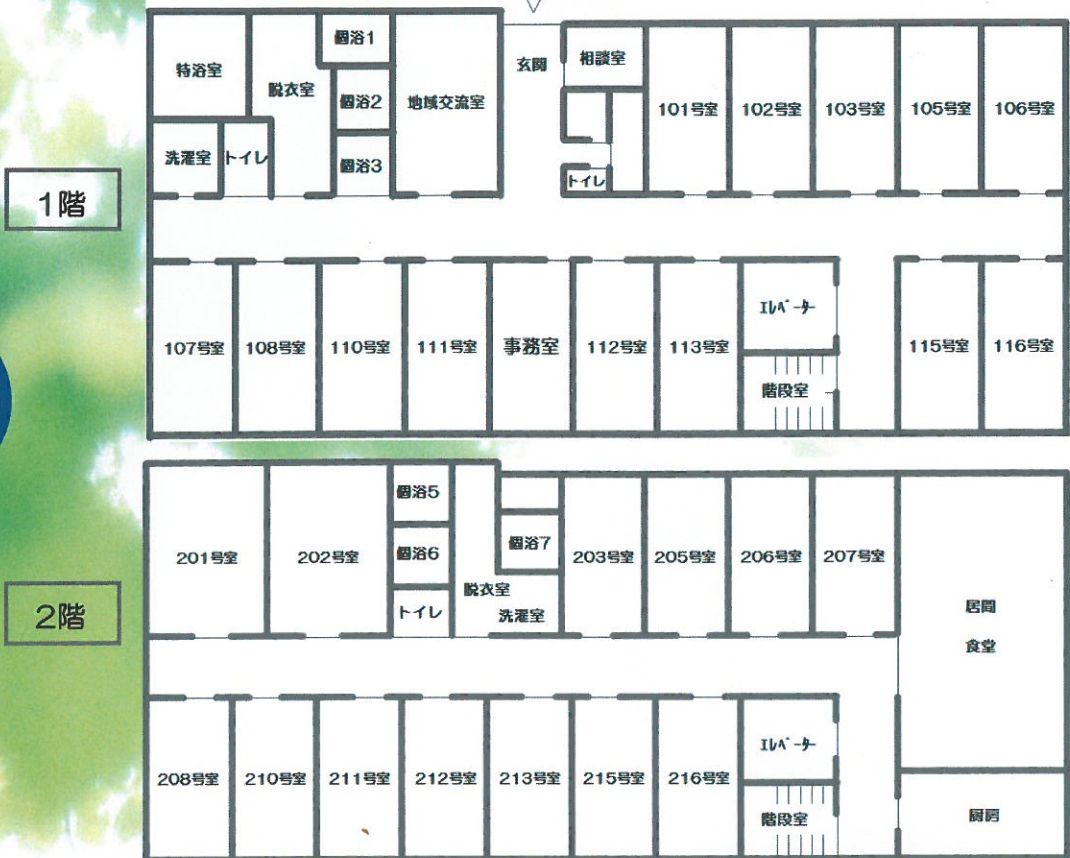 1階
個浴1
特浴室
脱衣室
個浴2
地域交流室
玄関
相談室
101号室
102号室
103号室
105号室
106号室
洗濯室
トイレ
個浴3
トイレ
107号室
108号室
110号室
111号室
事務室
112号室
113号室
エレベーター
階段室
115号室
116号室
2階
201号室
202号室
個浴5
個浴6
トイレ
脱衣室
洗濯室
個浴7
203号室
205号室
206号室
207号室
居間
食堂
208号室
210号室
211号室
212号室
213号室
215号室
216号室
エレベーター
階段室
厨房